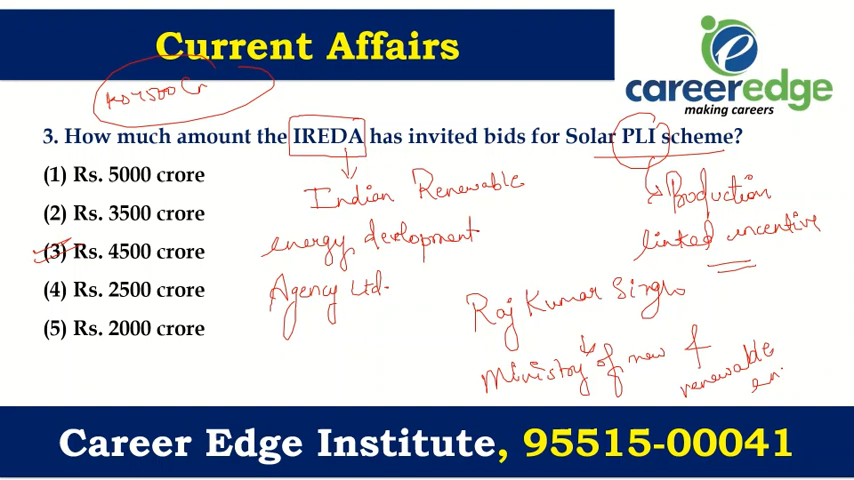 Current Affairs
careeredge
making careers
3. How much amount the IREDA has invited bids for Solar PLI scheme?
(1) Rs. 5000 crore
(2) Rs. 3500 crore
(3) Rs. 4500 crore
(4) Rs. 2500 crore
(5) Rs. 2000 crore
Indian Renewable
energy development
Agency Ltd.
Production
linked incentive
Raj Kumar Singh
Ministry of new &
renewable
en.
Career Edge Institute, 95515-00041